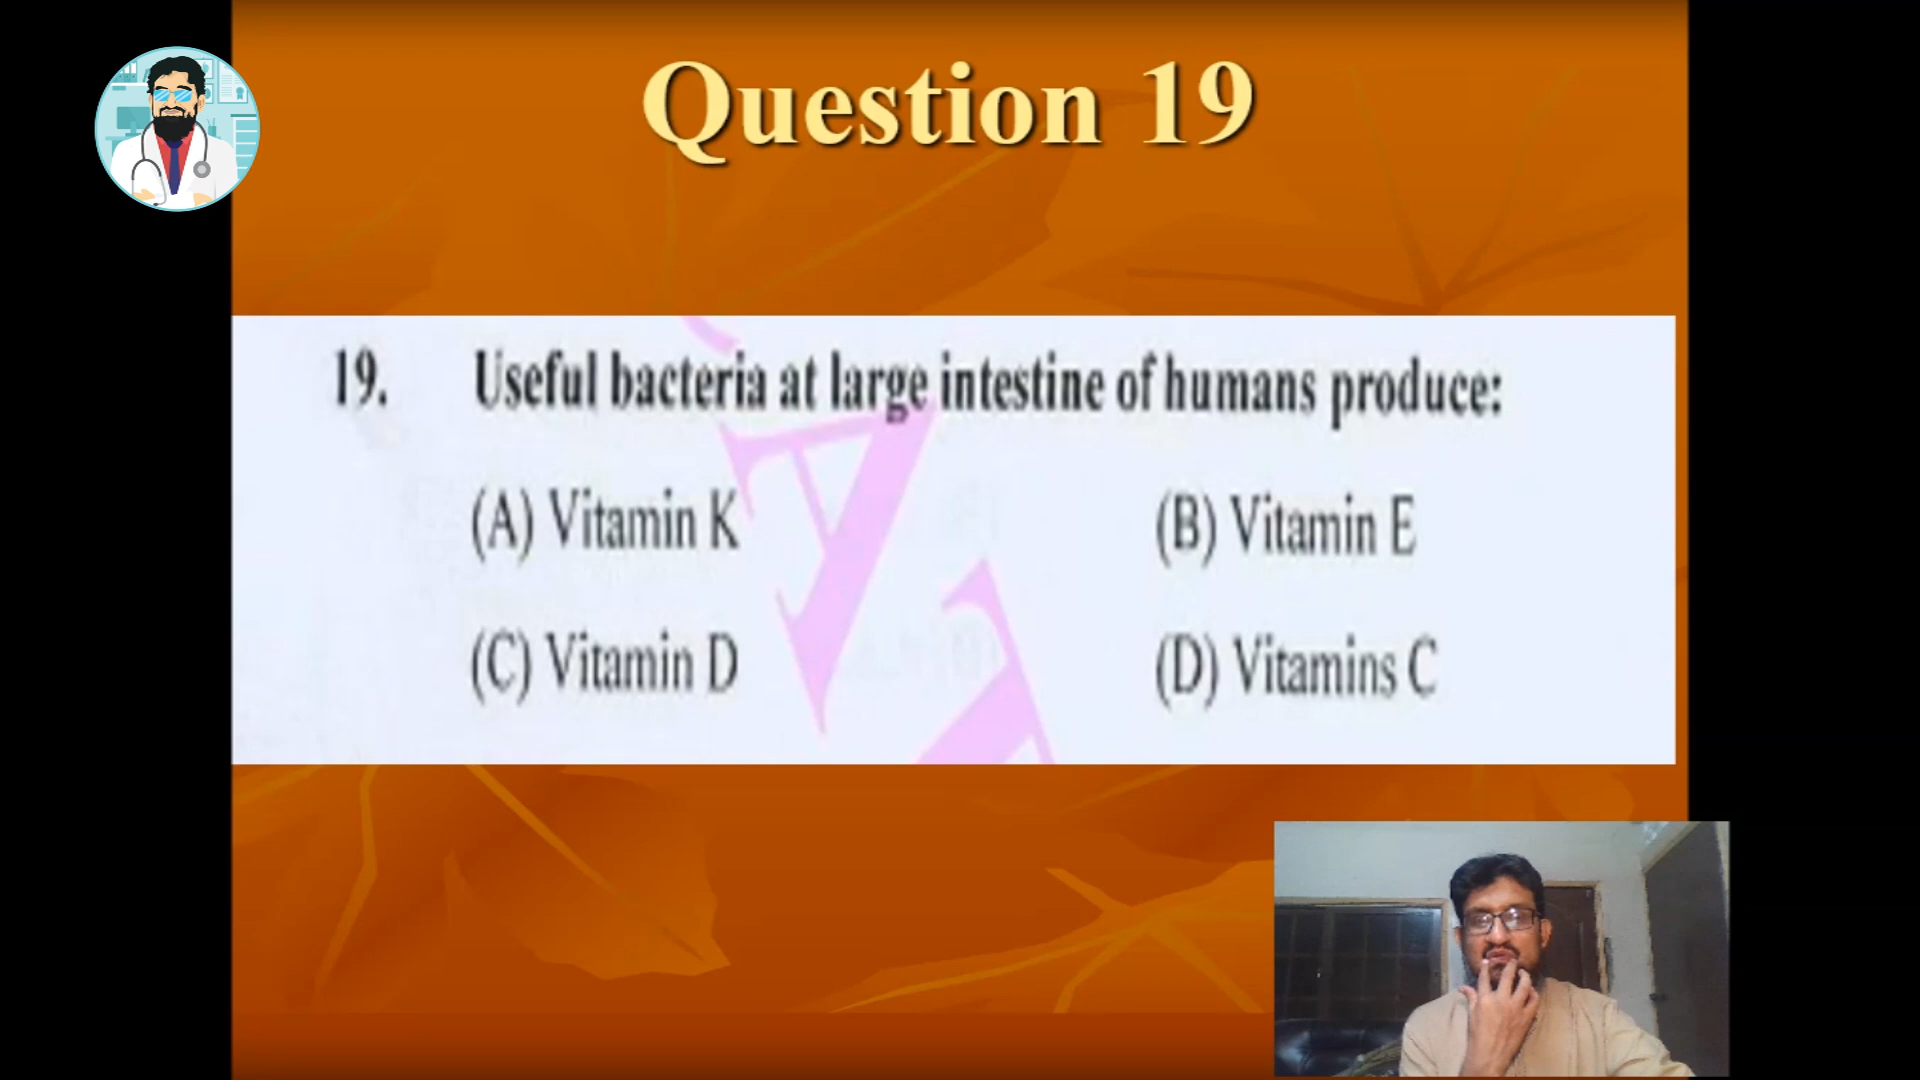 Question 19
19. Useful bacteria at large intestine of humans produce:
(A) Vitamin K (B) Vitamin E
(C) Vitamin D (D) Vitamins C